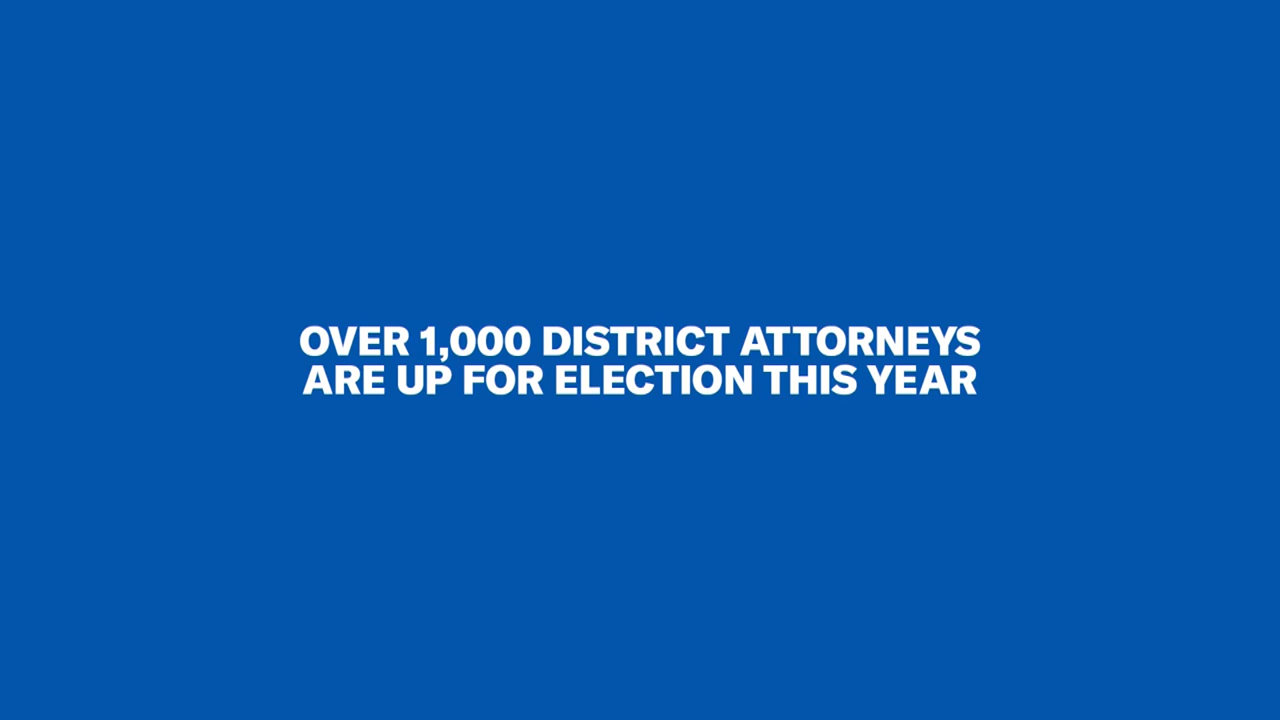 OVER 1,000 DISTRICT ATTORNEYS
ARE UP FOR ELECTION THIS YEAR